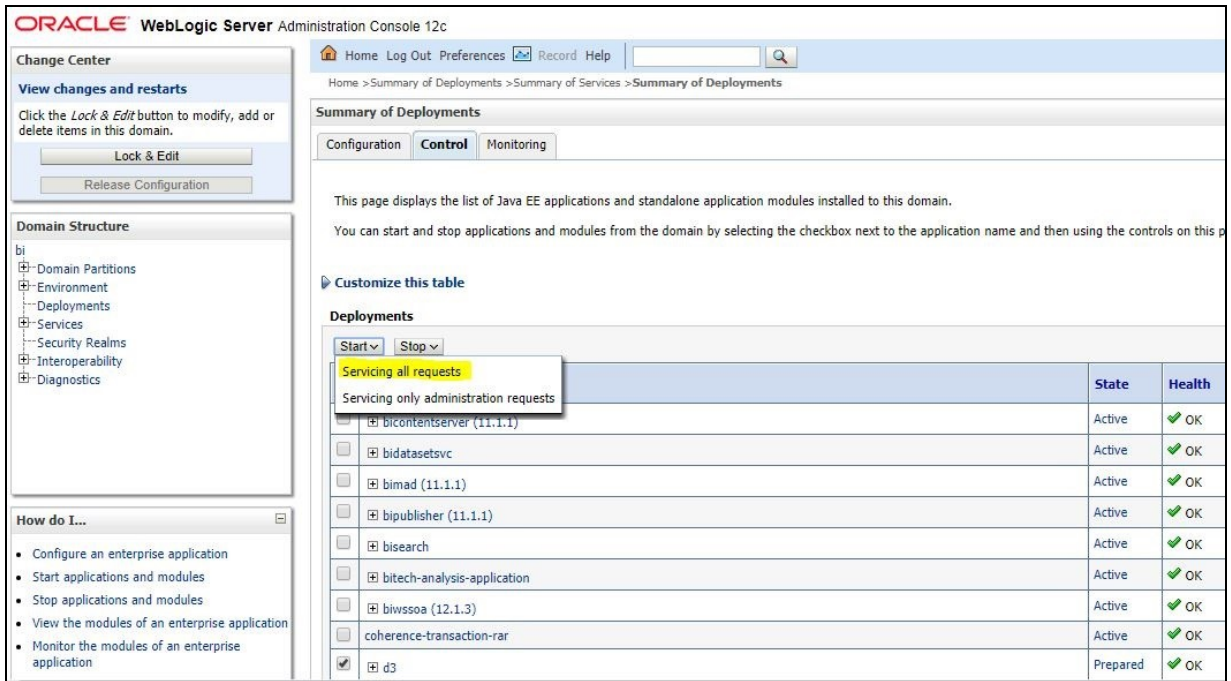 ORACLE WebLogic Server Administration Console 12c
Change Center
View changes and restarts
Click the Lock & Edit button to modify, add or
delete items in this domain.
Lock & Edit
Release Configuration
Domain Structure
bi
Domain Partitions
Environment
Deployments
Services
Security Realms
Interoperability
Diagnostics
How do I...
Configure an enterprise application
Start applications and modules
Stop applications and modules
View the modules of an enterprise application
Monitor the modules of an enterprise
application
Home Log Out Preferences Record Help
Home >Summary of Deployments >Summary of Services >Summary of Deployments
Summary of Deployments
Configuration Control Monitoring
This page displays the list of Java EE applications and standalone application modules installed to this domain.
You can start and stop applications and modules from the domain by selecting the checkbox next to the application name and then using the controls on this p
Customize this table
Deployments
Start Stop
Servicing all requests
Servicing only administration requests
State Health
bicontentserver (11.1.1) Active OK
bidatasetsvc Active OK
bimad (11.1.1) Active OK
bipublisher (11.1.1) Active OK
bisearch Active OK
bitech-analysis-application Active OK
biwssoa (12.1.3) Active OK
coherence-transaction-rar Active OK
d3 Prepared OK